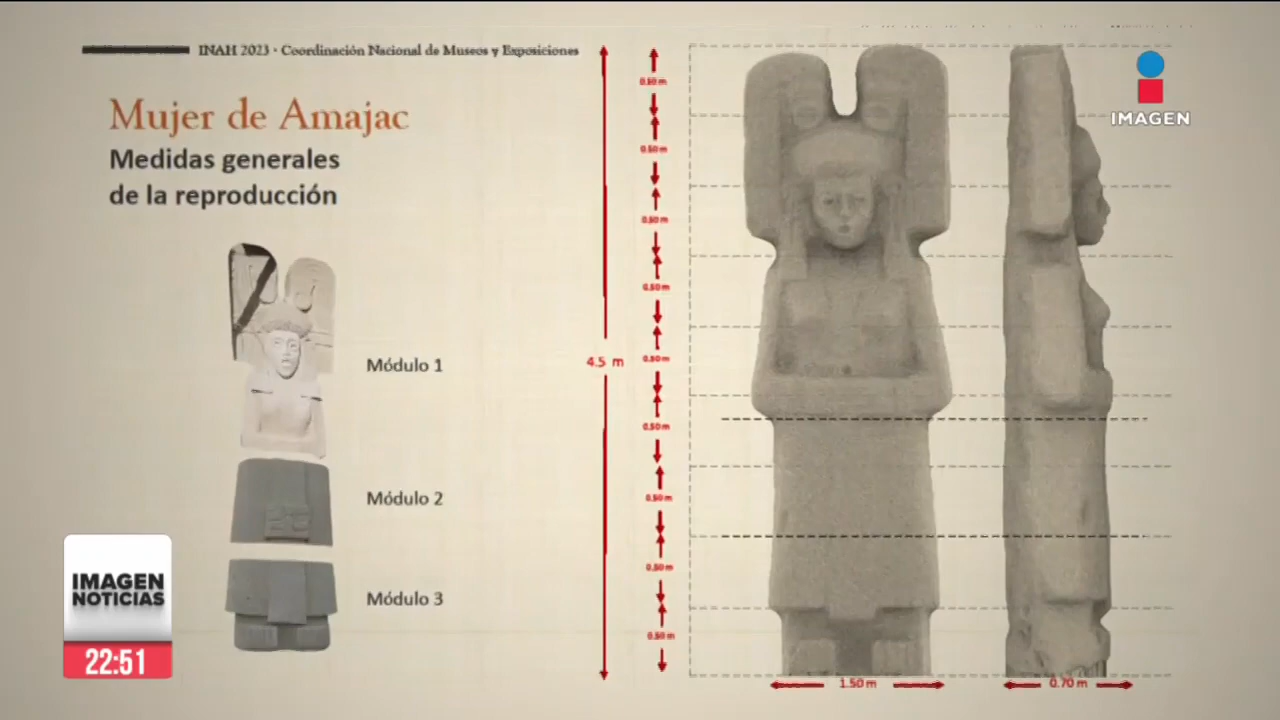 INAH 2023 · Coordinación Nacional de Museos y Exposiciones
Mujer de Amajac
Medidas generales
de la reproducción
Módulo 1
Módulo 2
Módulo 3
4.5 m
0.50 m
0.50 m
0.50 m
0.50 m
0.50 m
0.50 m
0.50 m
0.50 m
0.50 m
1.50 m
0.70 m
IMAGEN
IMAGEN
NOTICIAS
22:51